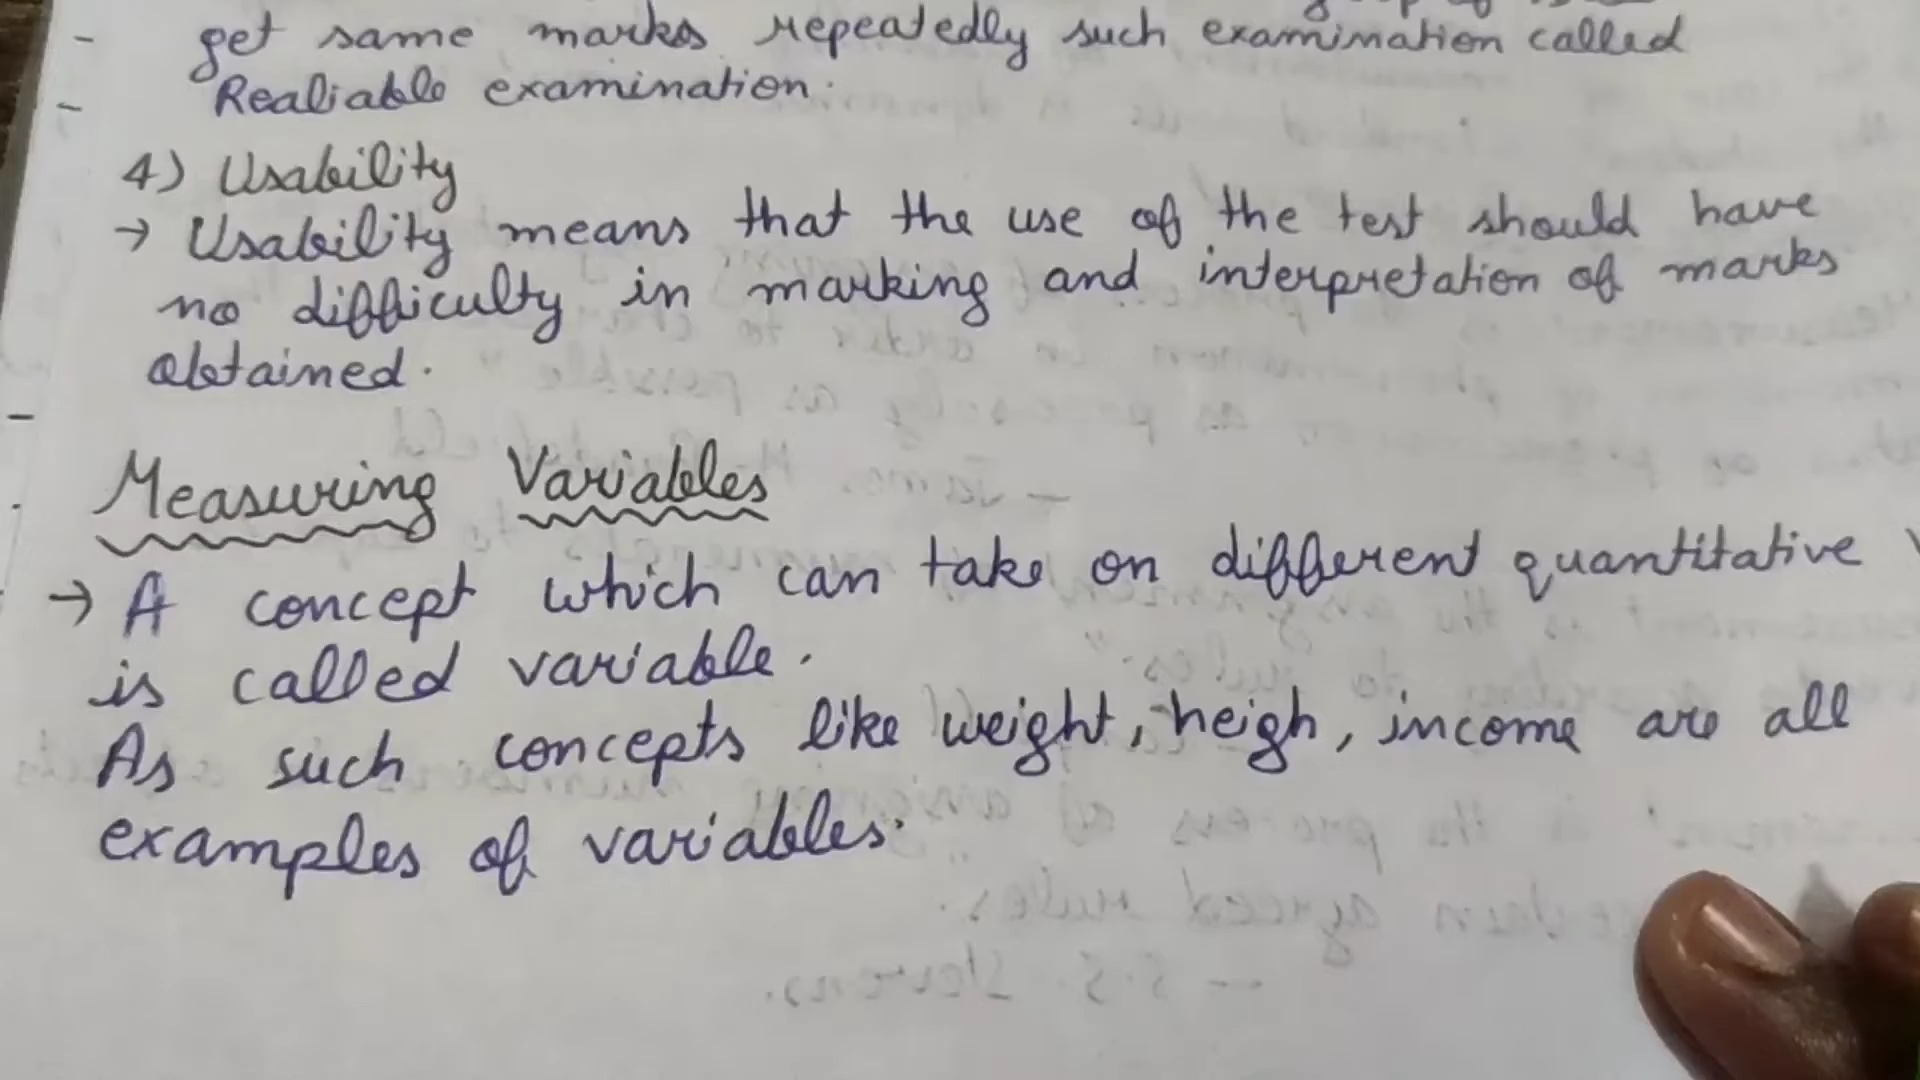 get same marks repeatedly such examination called
Realiable examination.
4) Usability
→ Usability means that the use of the test should have
no difficulty in marking and interpretation of marks
obtained.
Measuring Variables
→ A concept which can take on different quantitative
is called variable.
As such concepts like weight, heigh, income are all
examples of variables.